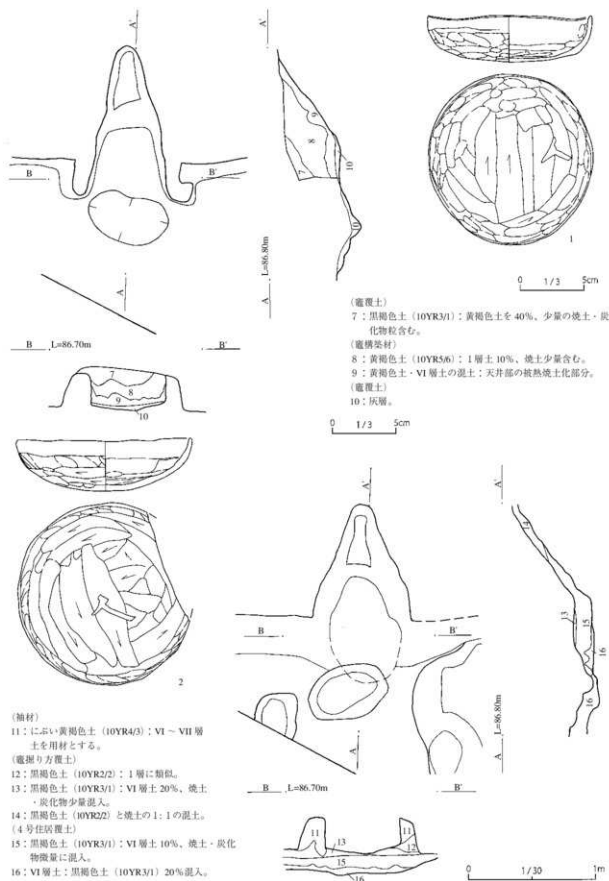 A'
B
B'
A
L=86.80m
A
A'
9
8
7
10
10
1
0 1/3 5cm
(竈覆土)
7：黒褐色土（10YR3/1）：黄褐色土を40％、少量の焼土・炭
化物粒含む。
(竈構築材)
8：黄褐色土（10YR5/6）：1層土10％、焼土少量含む。
9：黄褐色土・VI層土の混土：天井部の被熱焼土化部分。
(竈覆土)
10：灰層。
0 1/3 5cm
B L=86.70m B'
7
8
9
10
2
(袖材)
11：にぶい黄褐色土（10YR4/3）：VI～VII層
土を用材とする。
(竈掘り方覆土)
12：黒褐色土（10YR2/2）：1層に類似。
13：黒褐色土（10YR3/1）：VI層土20％、焼土
・炭化物少量混入。
14：黒褐色土（10YR2/2）と焼土の1：1の混土。
(4号住居覆土)
15：黒褐色土（10YR3/1）：VI層土10％、焼土・炭化
物微量に混入。
16：VI層土：黒褐色土（10YR3/1）20％混入。
A'
B
B'
A
A'
14
13
15
16
16
L=86.80m
A
B L=86.70m B'
11
13
11
12
15
16
0 1/30 1m